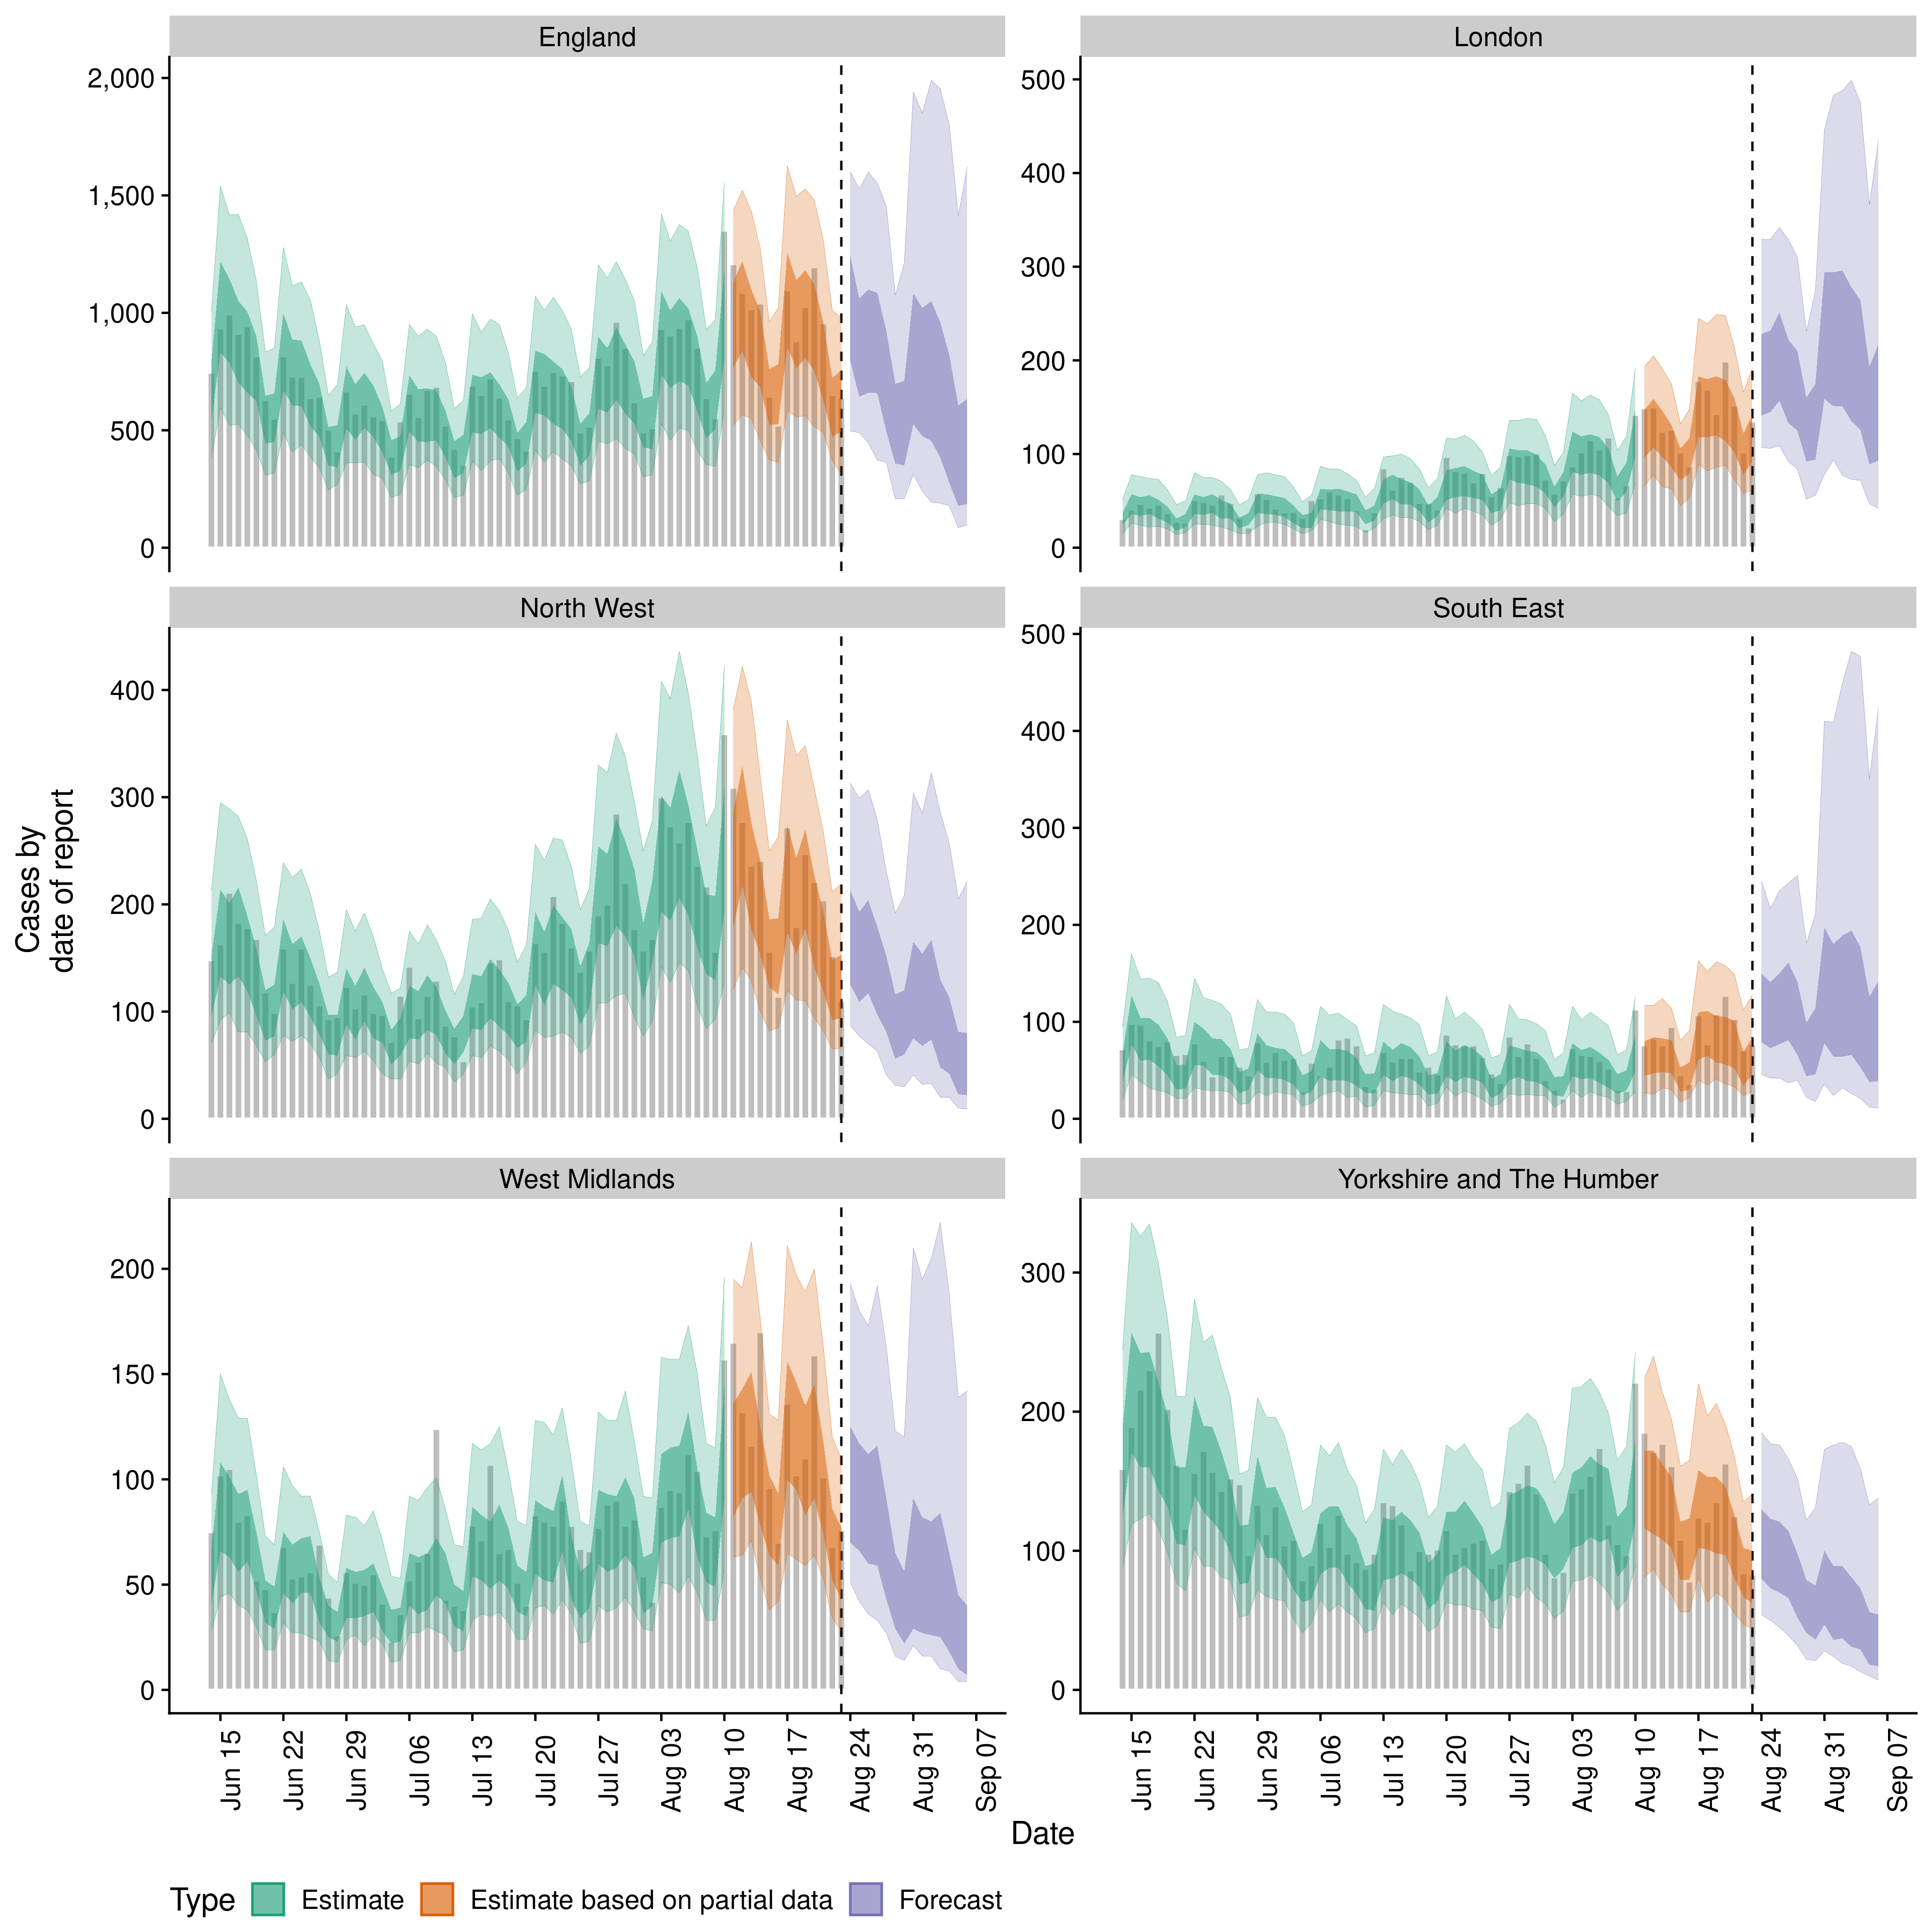 England
London
2,000
1,500
1,000
500
0
500
400
300
200
100
0
North West
South East
400
300
200
100
0
500
400
300
200
100
0
West Midlands
Yorkshire and The Humber
200
150
100
50
0
300
200
100
0
Cases by
date of report
Jun 15
Jun 22
Jun 29
Jul 06
Jul 13
Jul 20
Jul 27
Aug 03
Aug 10
Aug 17
Aug 24
Aug 31
Sep 07
Jun 15
Jun 22
Jun 29
Jul 06
Jul 13
Jul 20
Jul 27
Aug 03
Aug 10
Aug 17
Aug 24
Aug 31
Sep 07
Date
Type Estimate Estimate based on partial data Forecast